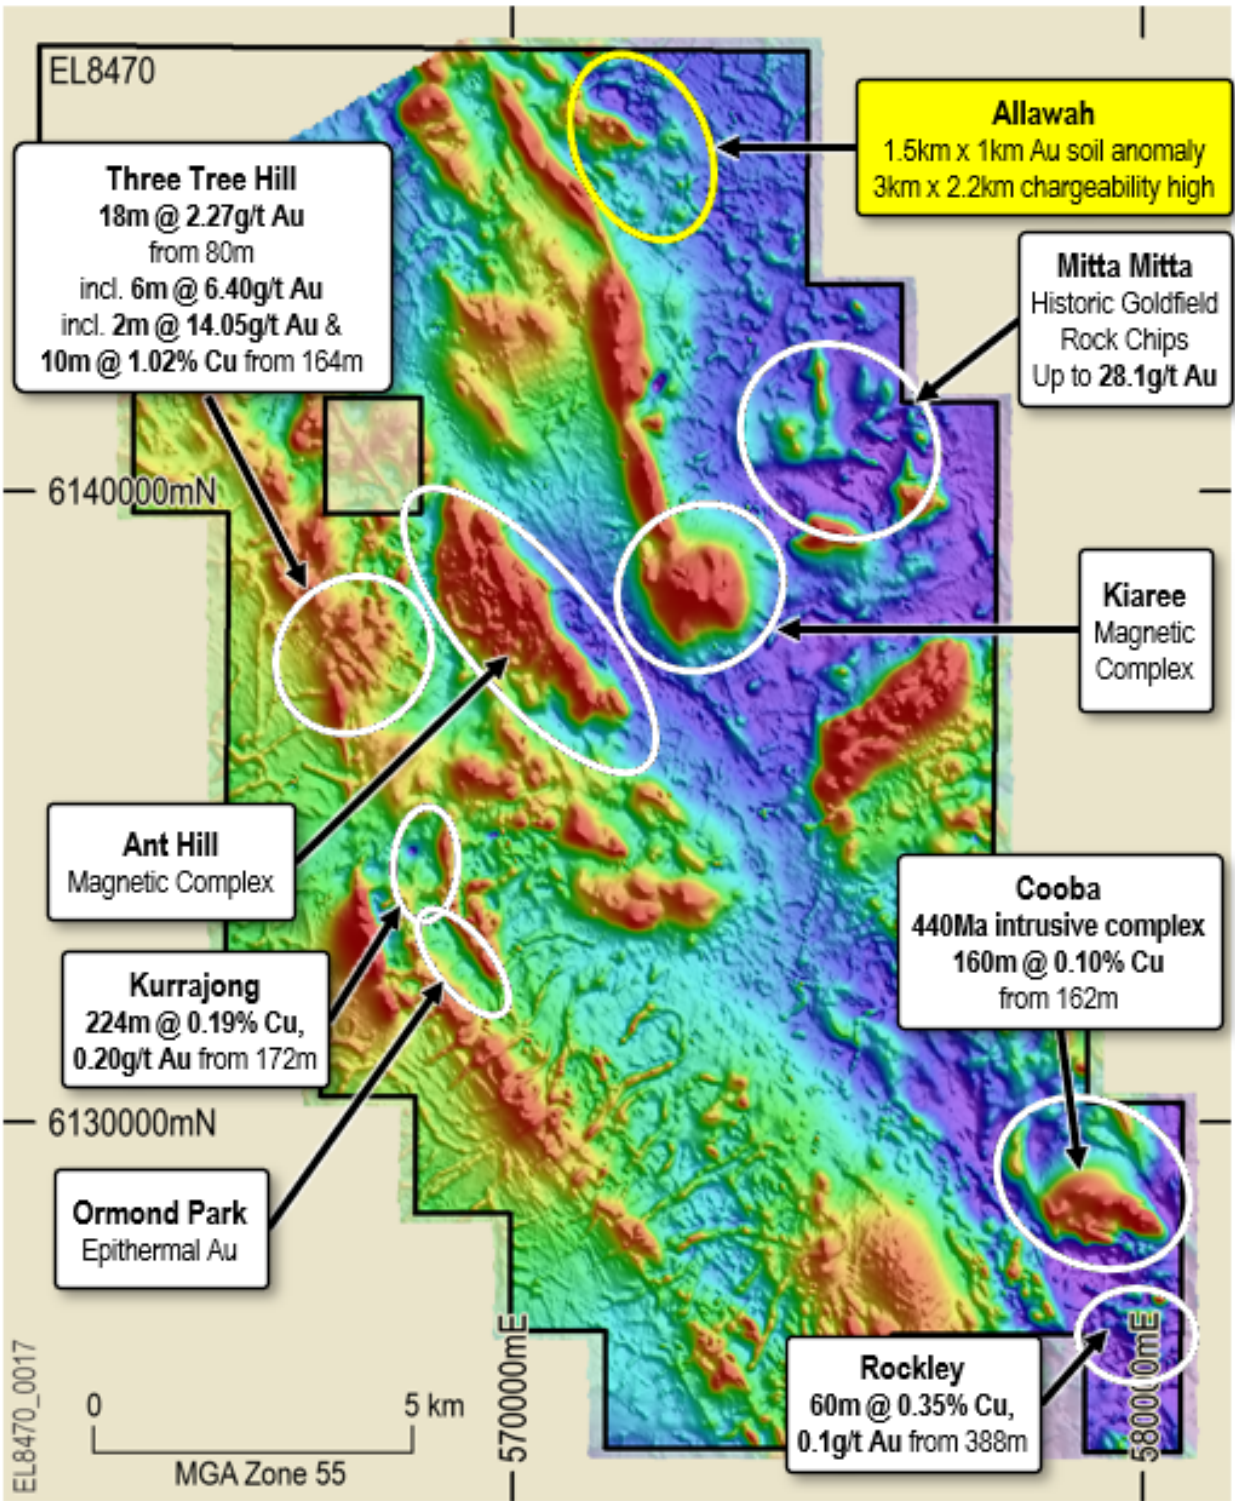 EL8470
Allawah
1.5km x 1km Au soil anomaly
3km x 2.2km chargeability high
Three Tree Hill
18m @ 2.27g/t Au
from 80m
incl. 6m @ 6.40g/t Au
incl. 2m @ 14.05g/t Au &
10m @ 1.02% Cu from 164m
Mitta Mitta
Historic Goldfield
Rock Chips
Up to 28.1g/t Au
6140000mN
Kiaree
Magnetic
Complex
Ant Hill
Magnetic Complex
Cooba
440Ma intrusive complex
160m @ 0.10% Cu
from 162m
Kurrajong
224m @ 0.19% Cu,
0.20g/t Au from 172m
6130000mN
Ormond Park
Epithermal Au
Rockley
60m @ 0.35% Cu,
0.1g/t Au from 388m
570000mE
580000mE
0 5 km
MGA Zone 55
EL8470_0017